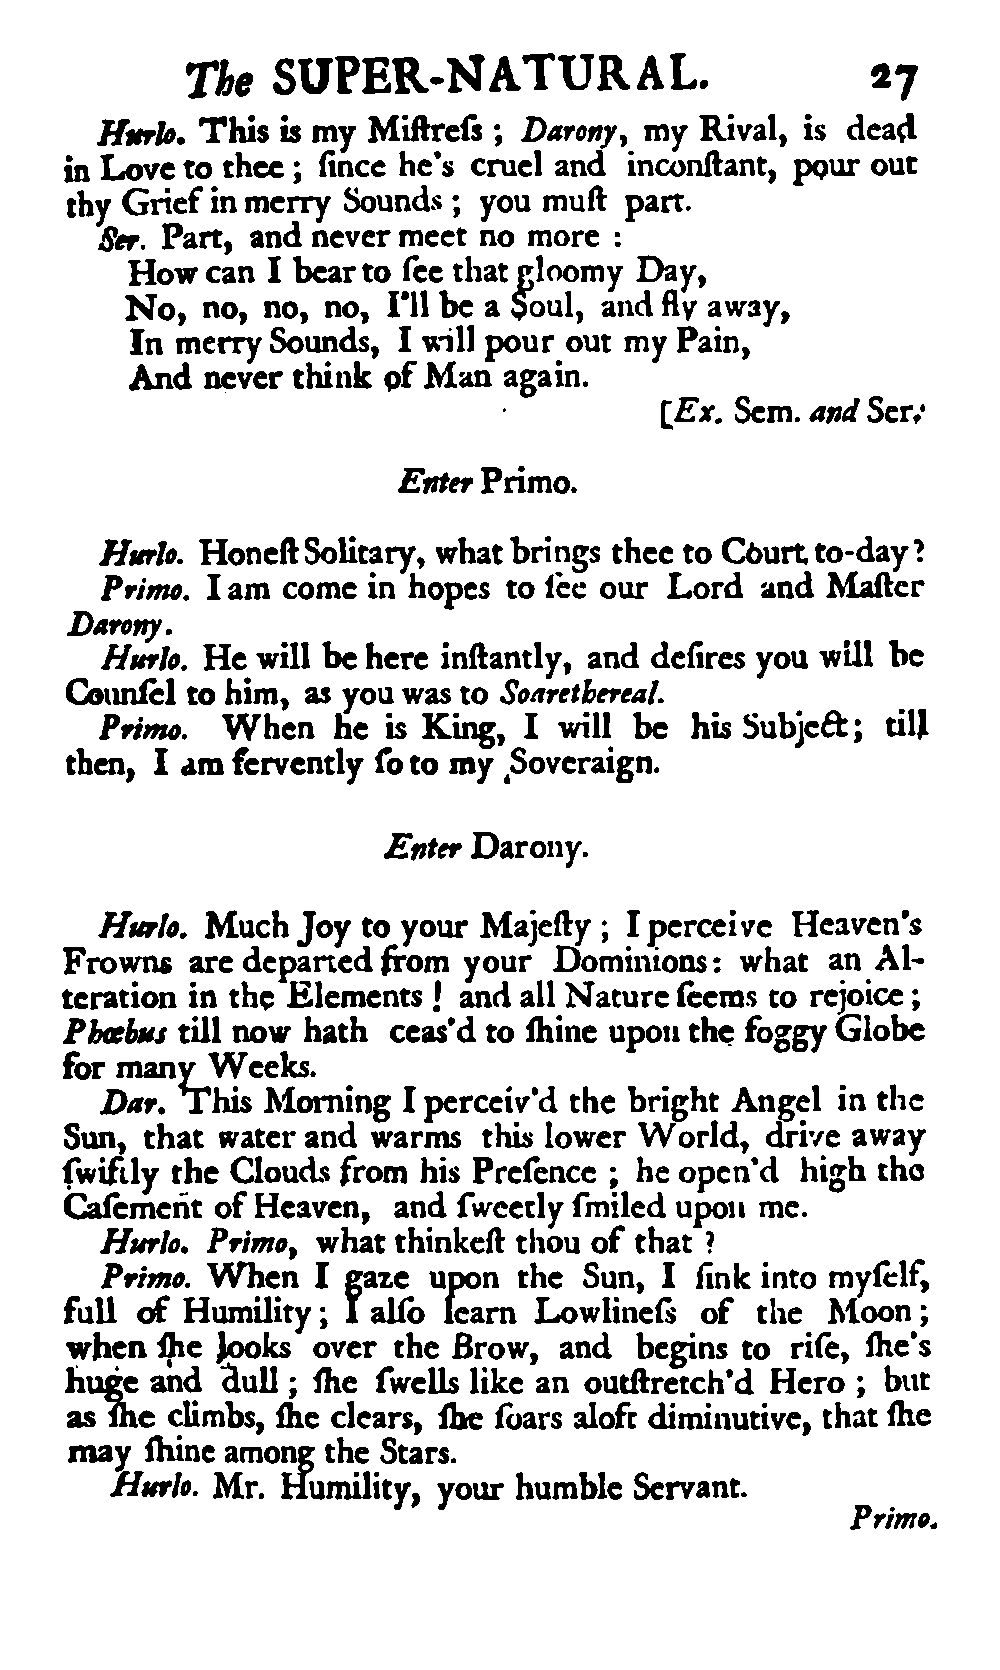 The SUPER-NATURAL. 27
Hurlo. This is my Miſtreſs ; Darony, my Rival, is dead
in Love to thee ; ſince he's cruel and inconſtant, pour out
thy Grief in merry Sounds ; you muſt part.
Ser. Part, and never meet no more :
How can I bear to ſee that gloomy Day,
No, no, no, no, I'll be a Soul, and fly away,
In merry Sounds, I will pour out my Pain,
And never think of Man again.
[Ex. Sem. and Ser.
Enter Primo.
Hurlo. Honeſt Solitary, what brings thee to Court to-day ?
Primo. I am come in hopes to ſee our Lord and Maſter
Darony.
Hurlo. He will be here inſtantly, and deſires you will be
Counſel to him, as you was to Soarethereal.
Primo. When he is King, I will be his Subject ; till
then, I am fervently ſo to my Soveraign.
Enter Darony.
Hurlo. Much Joy to your Majeſty ; I perceive Heaven's
Frowns are departed from your Dominions : what an Al-
teration in the Elements ! and all Nature ſeems to rejoice ;
Phœbus till now hath ceas'd to ſhine upon the foggy Globe
for many Weeks.
Dar. This Morning I perceiv'd the bright Angel in the
Sun, that water and warms this lower World, drive away
ſwiftly the Clouds from his Preſence ; he open'd high the
Caſement of Heaven, and ſweetly ſmiled upon me.
Hurlo. Primo, what thinkeſt thou of that ?
Primo. When I gaze upon the Sun, I ſink into myſelf,
full of Humility ; I alſo learn Lowlineſs of the Moon ;
when ſhe looks over the Brow, and begins to riſe, ſhe's
huge and dull ; ſhe ſwells like an outſtretch'd Hero ; but
as ſhe climbs, ſhe clears, ſhe ſoars aloft diminutive, that ſhe
may ſhine among the Stars.
Hurlo. Mr. Humility, your humble Servant.
Primo.